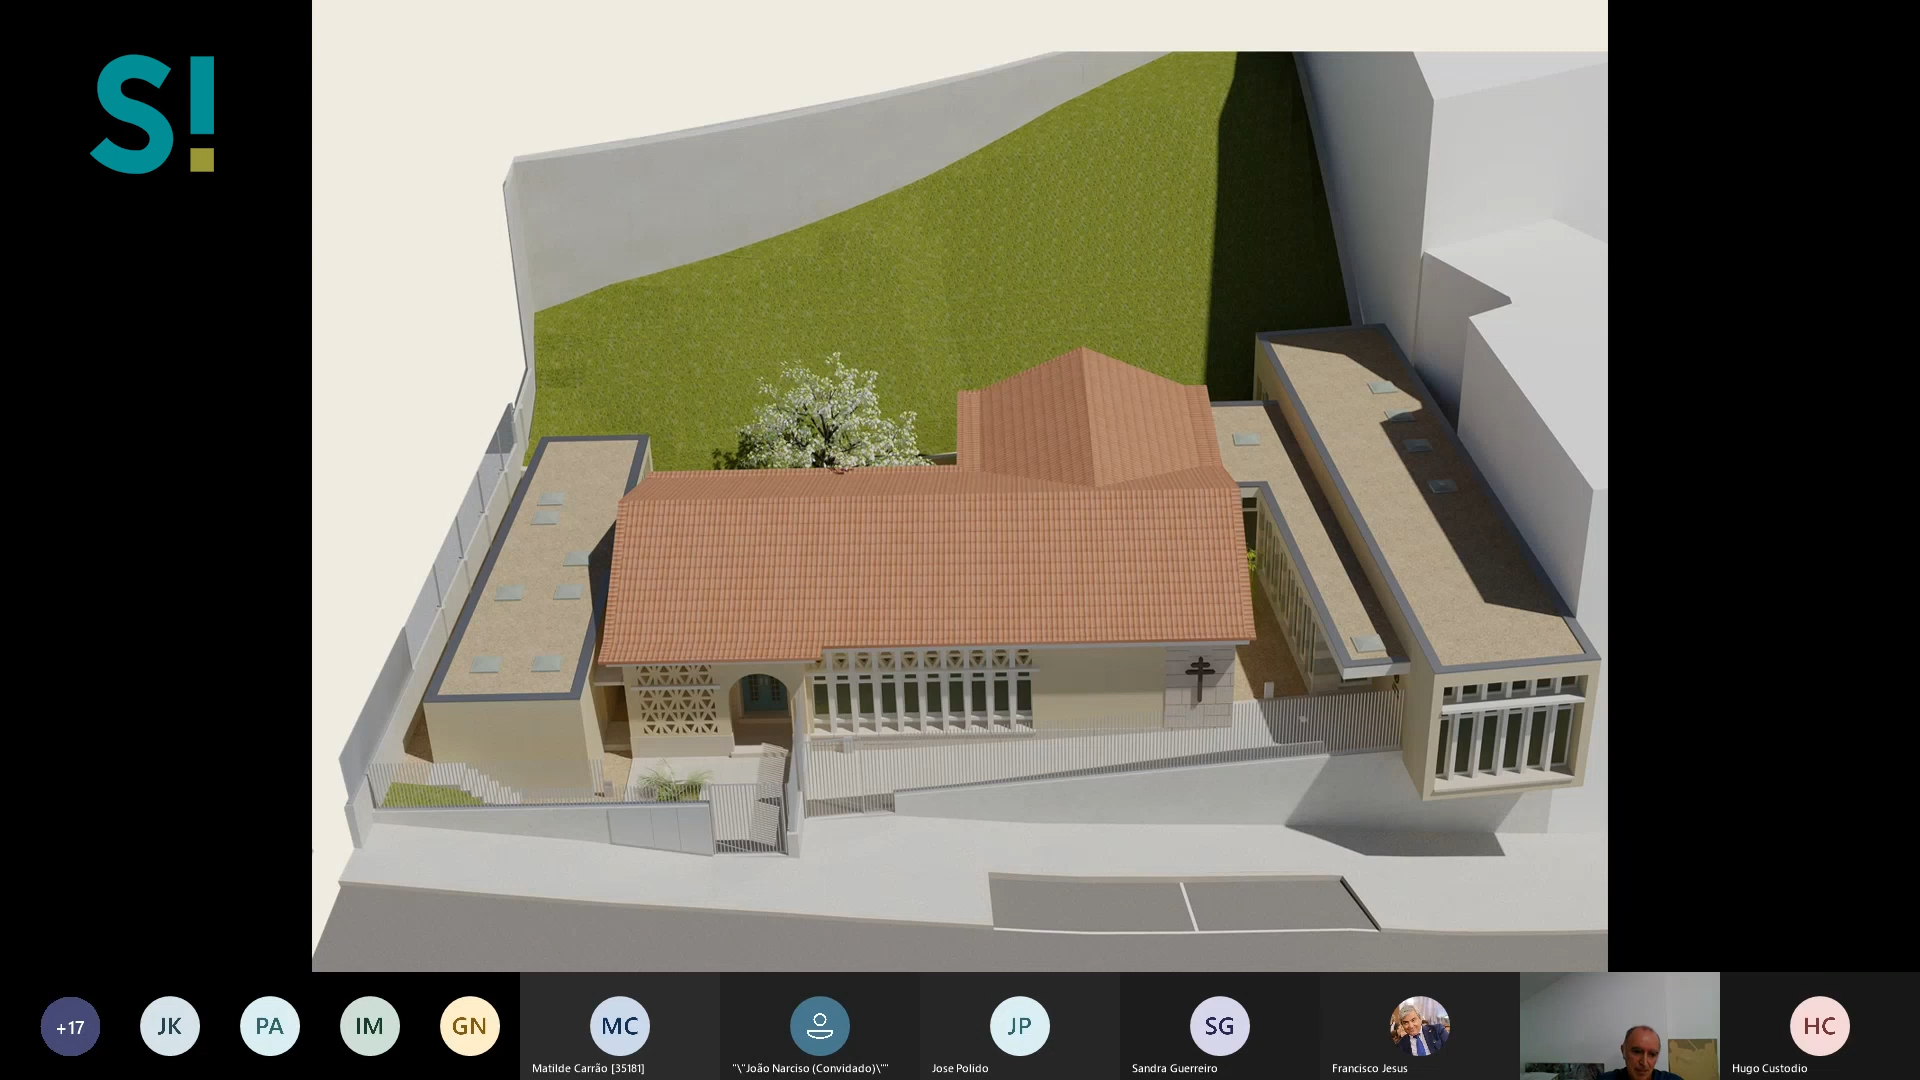 S!
+17
JK
PA
IM
GN
MC
JP
SG
HC
Matilde Carrão [35181]
"\"João Narciso (Convidado)\""
Jose Polido
Sandra Guerreiro
Francisco Jesus
Hugo Custodio